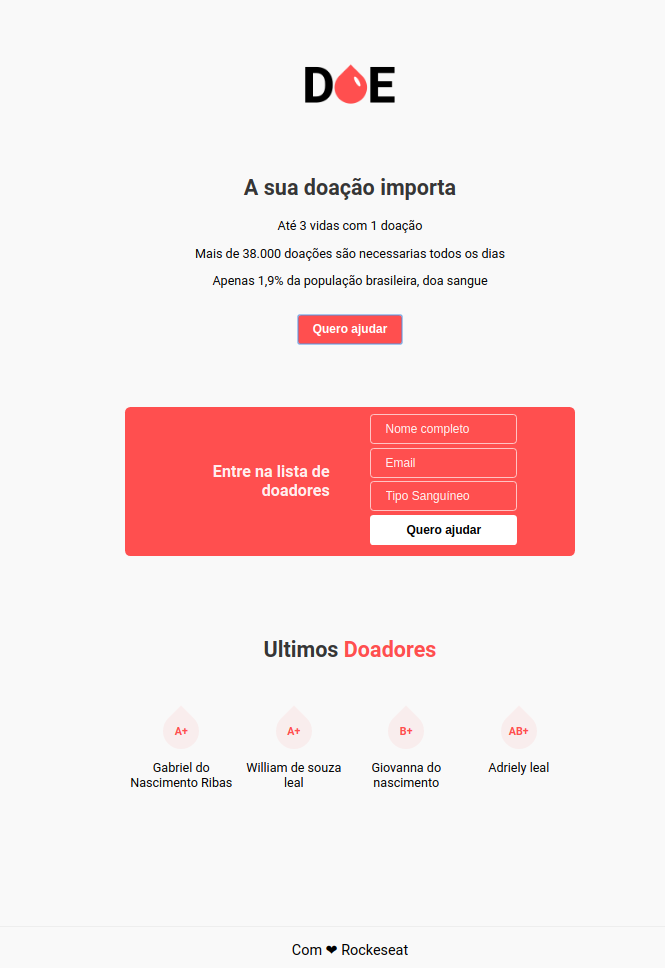 DOE
A sua doação importa
Até 3 vidas com 1 doação
Mais de 38.000 doações são necessarias todos os dias
Apenas 1,9% da população brasileira, doa sangue
Quero ajudar
Entre na lista de
doadores
Nome completo
Email
Tipo Sanguíneo
Quero ajudar
Ultimos Doadores
A+
A+
B+
AB+
Gabriel do
Nascimento Ribas
William de souza
leal
Giovanna do
nascimento
Adriely leal
Com ❤ Rockeseat